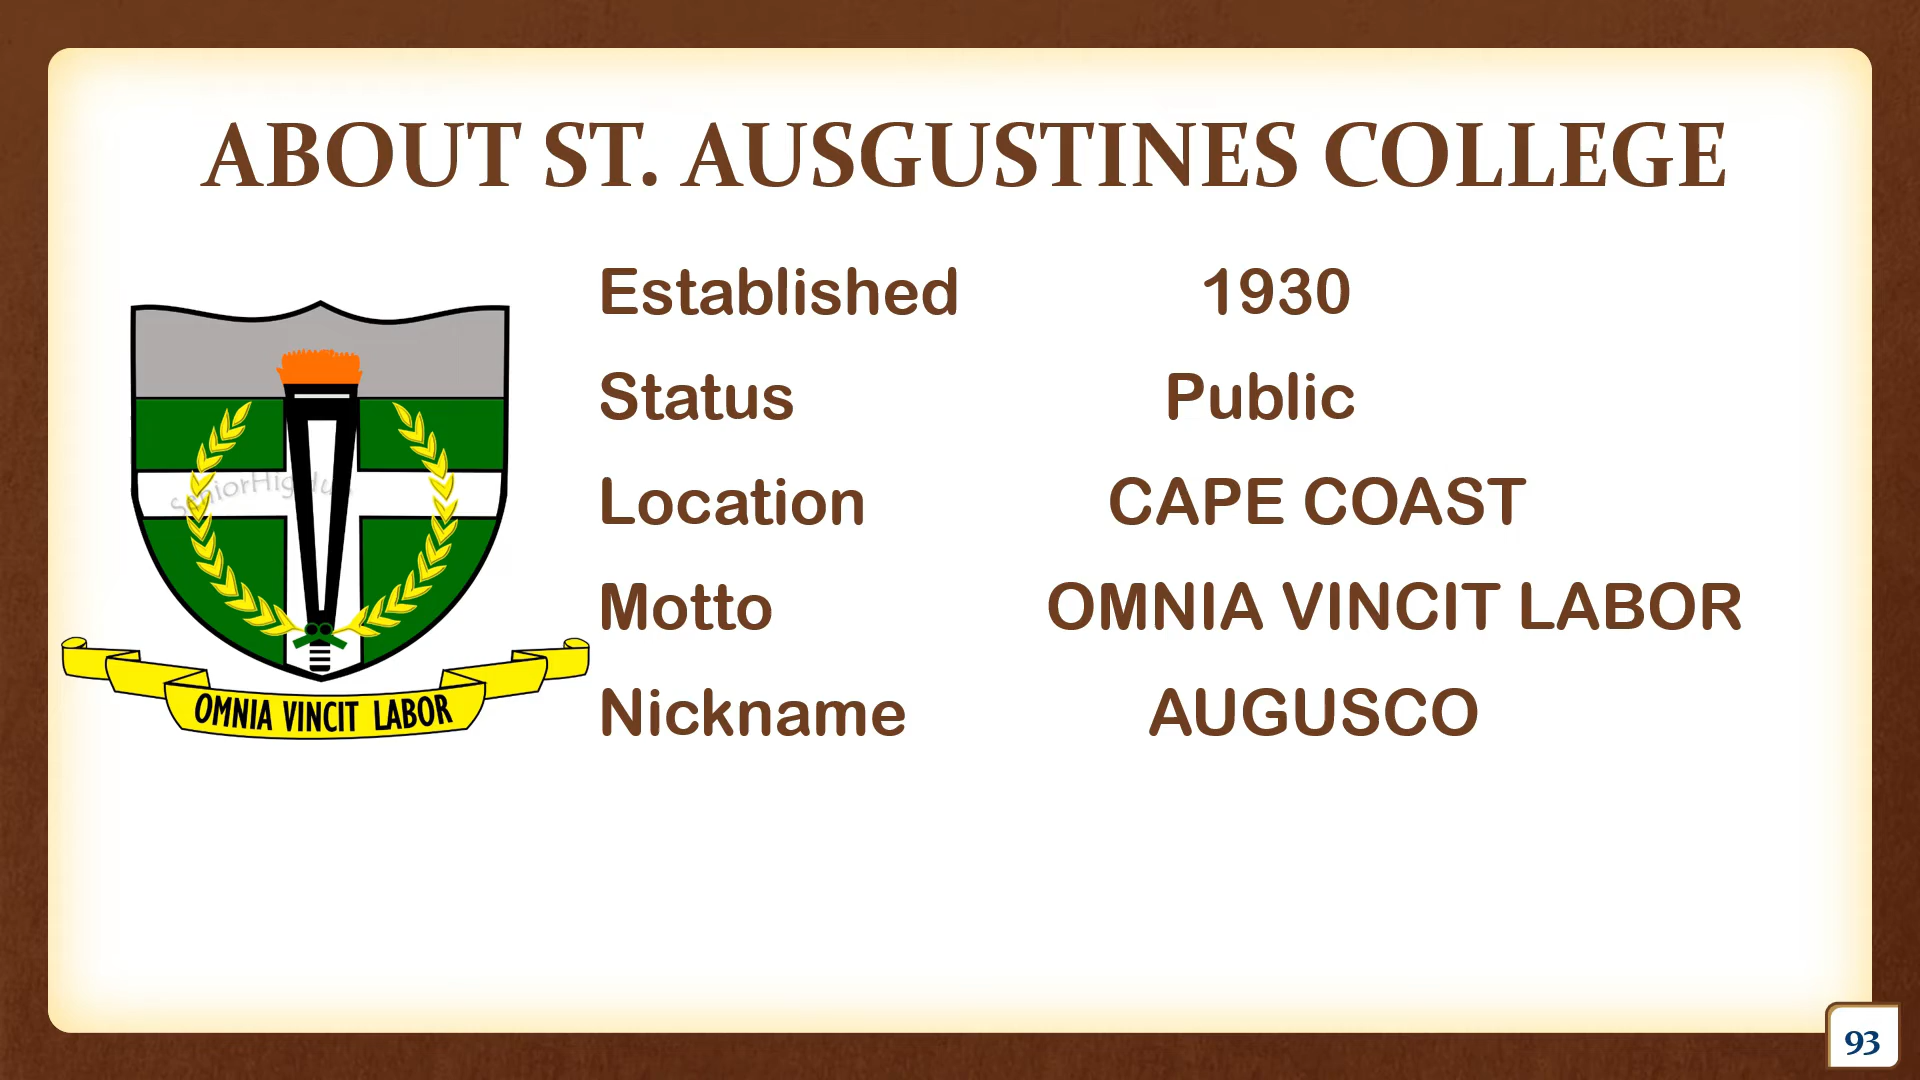 ABOUT ST. AUSGUSTINES COLLEGE
Established 1930
Status Public
Location CAPE COAST
Motto OMNIA VINCIT LABOR
Nickname AUGUSCO
OMNIA VINCIT LABOR
93